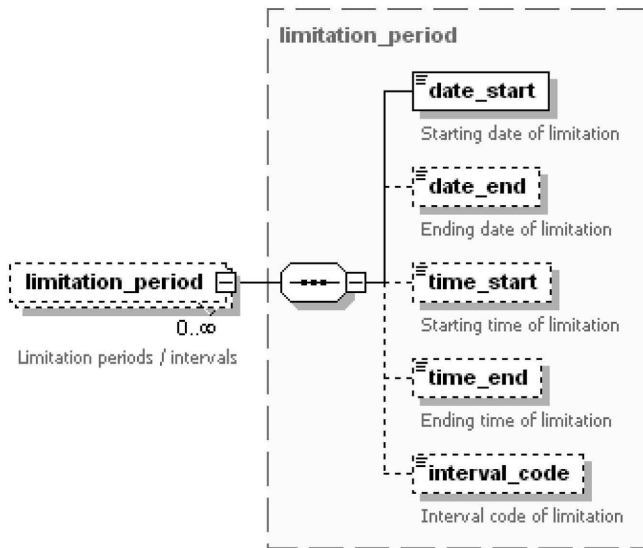 limitation_period
date_start
Starting date of limitation
date_end
Ending date of limitation
limitation_period
0..∞
Limitation periods / intervals
time_start
Starting time of limitation
time_end
Ending time of limitation
interval_code
Interval code of limitation